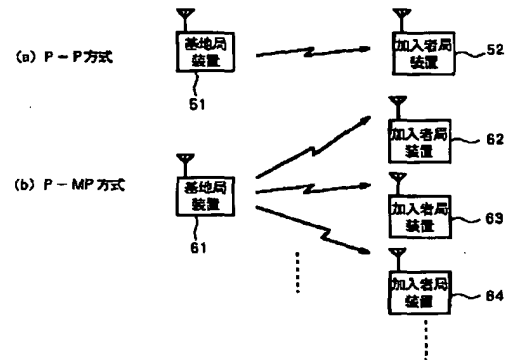 (a) P－P方式
基地局
装置
51
加入者局
装置
52
(b) P－MP方式
基地局
装置
61
加入者局
装置
62
加入者局
装置
63
加入者局
装置
64